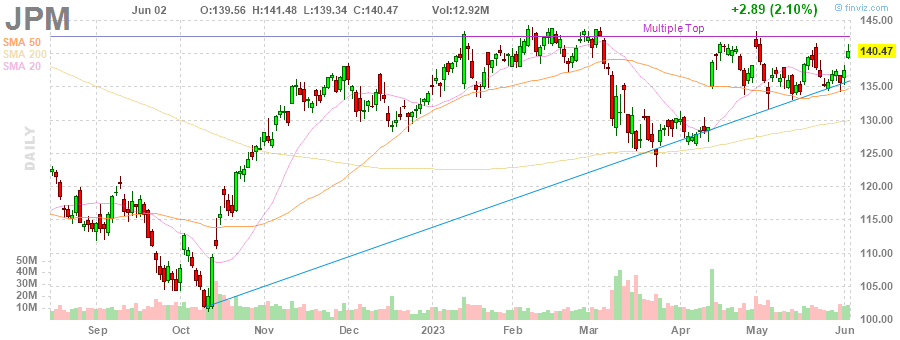 JPM Jun 02 O:139.56 H:141.48 L:139.34 C:140.47 Vol:12.92M +2.89 (2.10%)
© finviz.com
SMA 50
SMA 200
SMA 20
Multiple Top
DAILY
145.00
140.47
135.00
130.00
125.00
120.00
115.00
110.00
105.00
100.00
50M
40M
30M
20M
10M
Sep Oct Nov Dec 2023 Feb Mar Apr May Jun